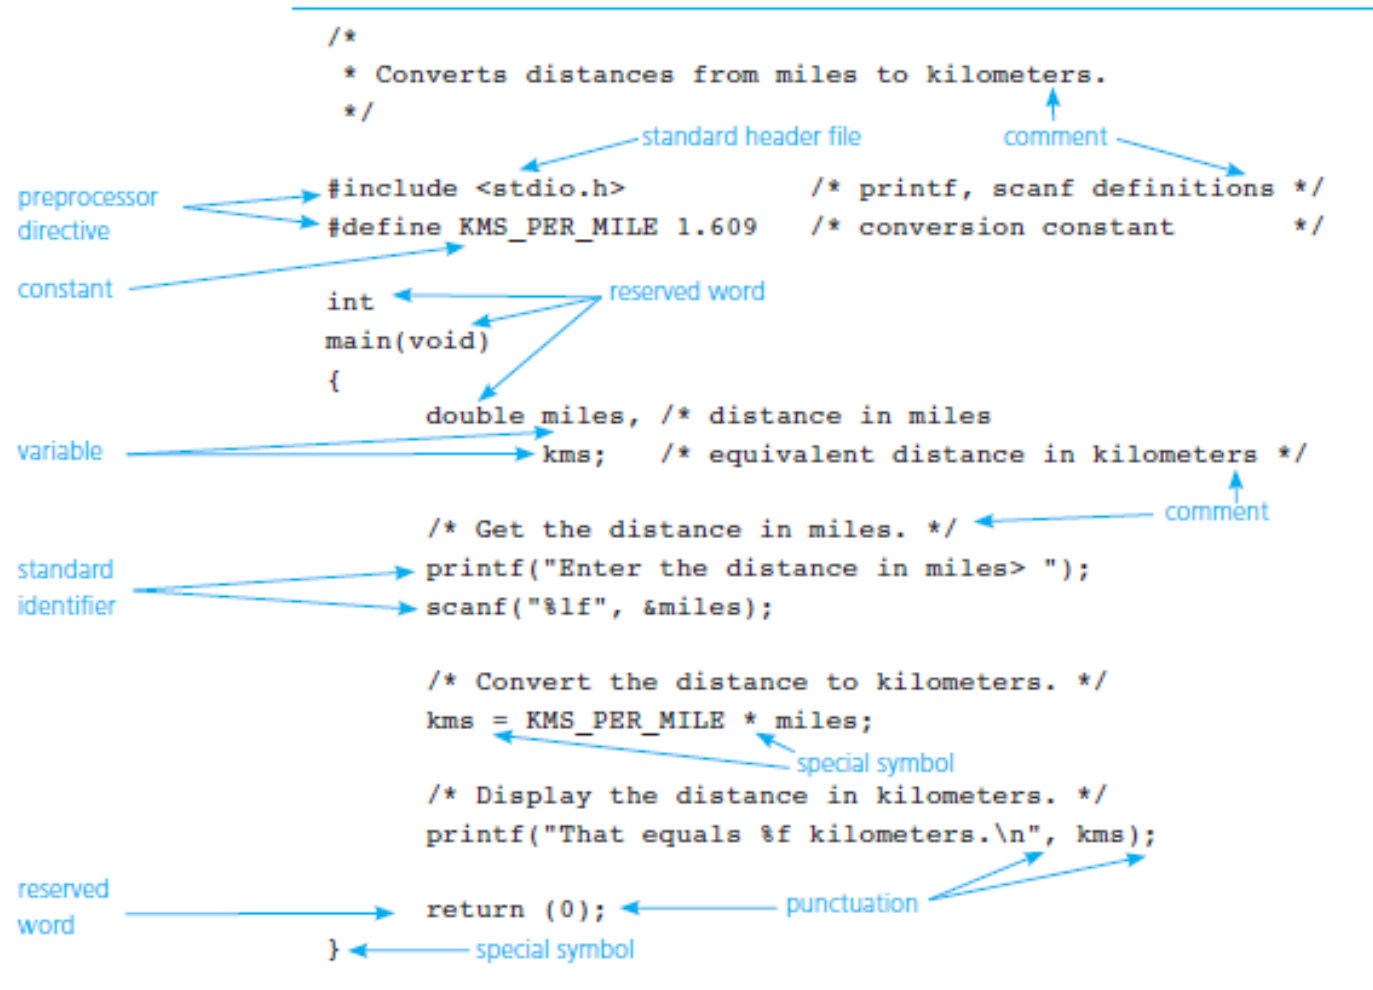 /*
 * Converts distances from miles to kilometers.
 */
standard header file comment
preprocessor directive
#include <stdio.h> /* printf, scanf definitions */
#define KMS_PER_MILE 1.609 /* conversion constant */
constant
reserved word
int
main(void)
{
double miles, /* distance in miles
variable
kms; /* equivalent distance in kilometers */
comment
/* Get the distance in miles. */
standard identifier
printf("Enter the distance in miles> ");
scanf("%lf", &miles);
/* Convert the distance to kilometers. */
kms = KMS_PER_MILE * miles;
special symbol
/* Display the distance in kilometers. */
printf("That equals %f kilometers.\n", kms);
reserved word
punctuation
return (0);
} special symbol